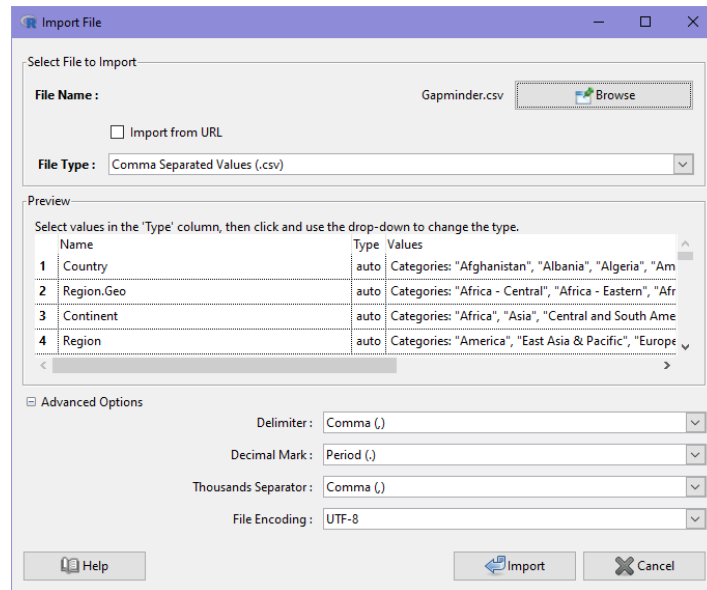 Import File
Select File to Import
File Name : Gapminder.csv Browse
Import from URL
File Type : Comma Separated Values (.csv)
Preview
Select values in the 'Type' column, then click and use the drop-down to change the type.
Name Type Values
1 Country auto Categories: "Afghanistan", "Albania", "Algeria", "Am
2 Region.Geo auto Categories: "Africa - Central", "Africa - Eastern", "Afr
3 Continent auto Categories: "Africa", "Asia", "Central and South Ame
4 Region auto Categories: "America", "East Asia & Pacific", "Europe
Advanced Options
Delimiter : Comma (,)
Decimal Mark : Period (.)
Thousands Separator : Comma (,)
File Encoding : UTF-8
Help Import Cancel